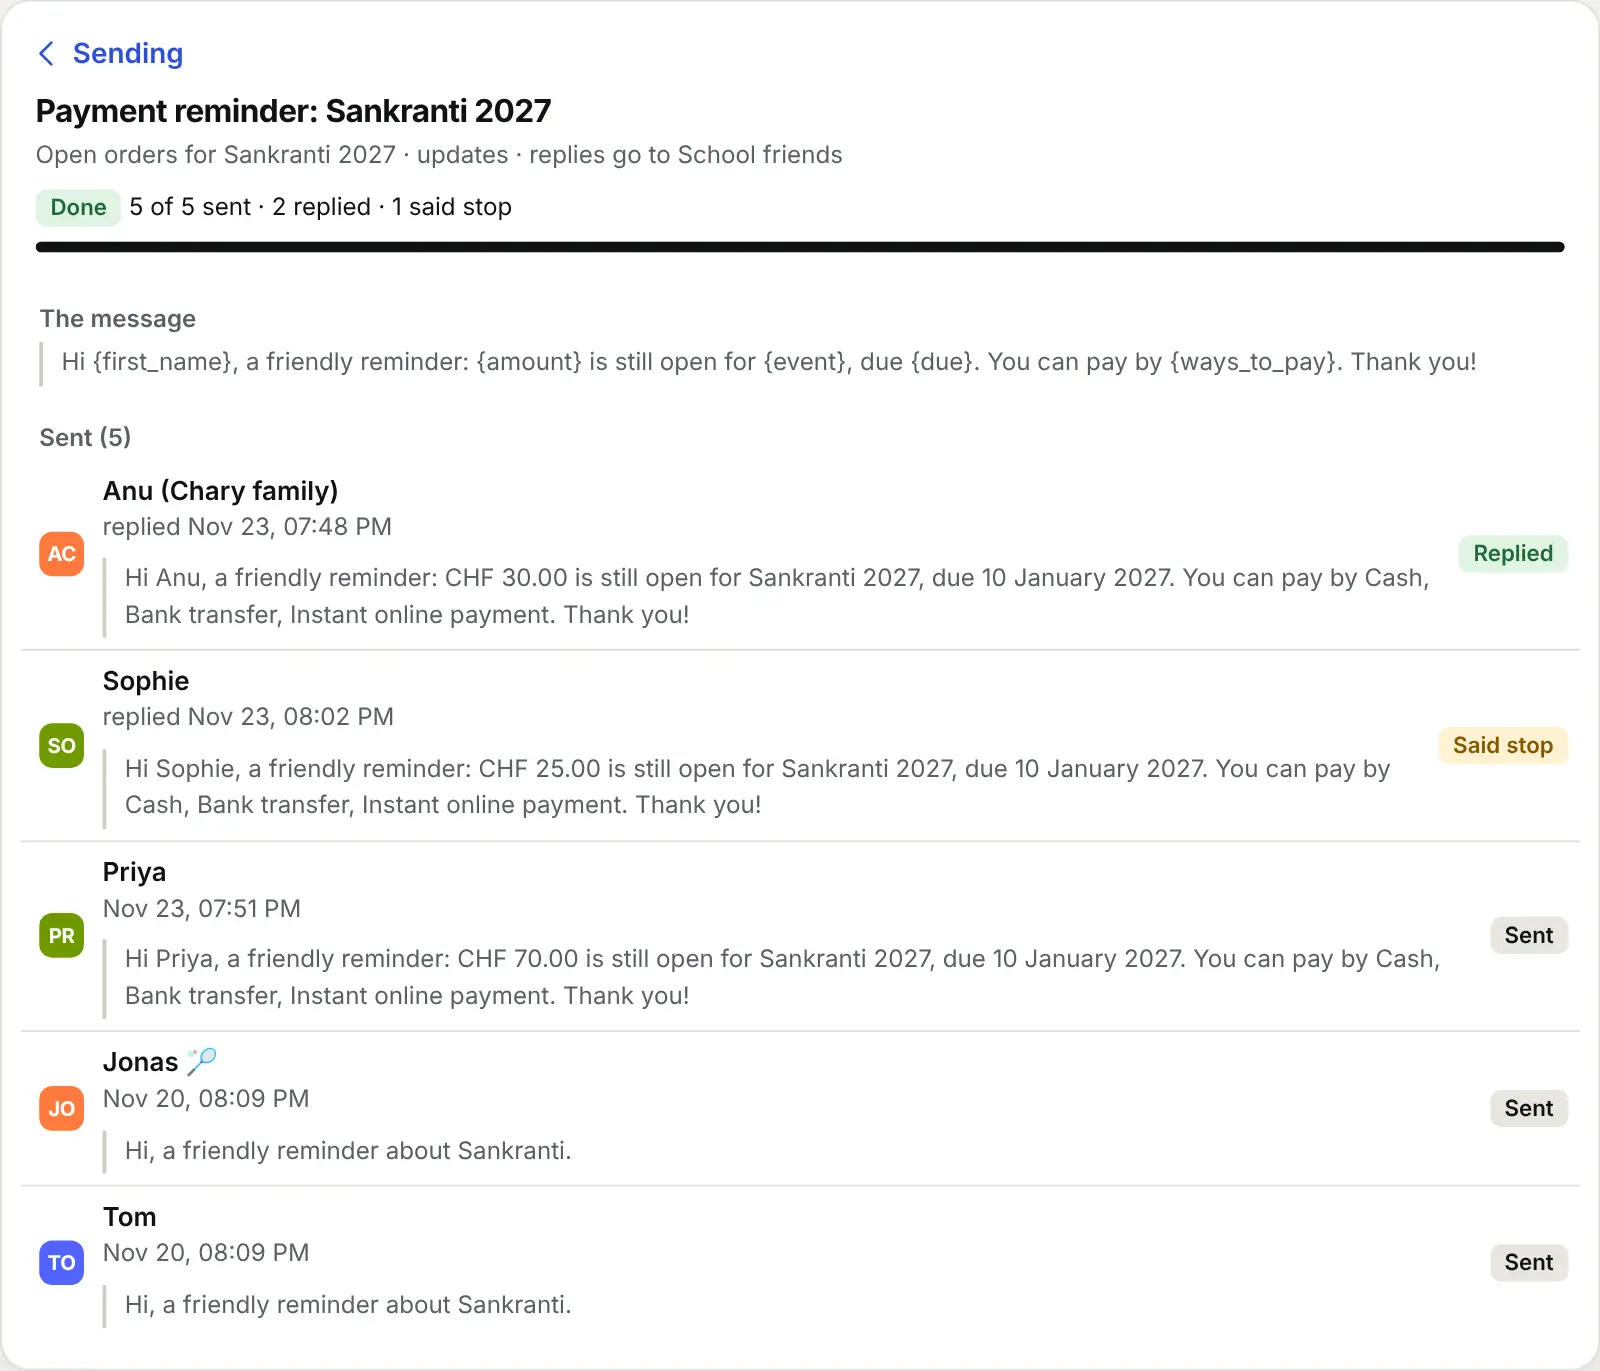 Sending
Payment reminder: Sankranti 2027
Open orders for Sankranti 2027 · updates · replies go to School friends
Done 5 of 5 sent · 2 replied · 1 said stop
The message
Hi {first_name}, a friendly reminder: {amount} is still open for {event}, due {due}. You can pay by {ways_to_pay}. Thank you!
Sent (5)
Anu (Chary family)
replied Nov 23, 07:48 PM
AC
Replied
Hi Anu, a friendly reminder: CHF 30.00 is still open for Sankranti 2027, due 10 January 2027. You can pay by Cash,
Bank transfer, Instant online payment. Thank you!
Sophie
replied Nov 23, 08:02 PM
SO
Said stop
Hi Sophie, a friendly reminder: CHF 25.00 is still open for Sankranti 2027, due 10 January 2027. You can pay by
Cash, Bank transfer, Instant online payment. Thank you!
Priya
Nov 23, 07:51 PM
PR
Sent
Hi Priya, a friendly reminder: CHF 70.00 is still open for Sankranti 2027, due 10 January 2027. You can pay by Cash,
Bank transfer, Instant online payment. Thank you!
Jonas 🏸
Nov 20, 08:09 PM
JO
Sent
Hi, a friendly reminder about Sankranti.
Tom
Nov 20, 08:09 PM
TO
Sent
Hi, a friendly reminder about Sankranti.